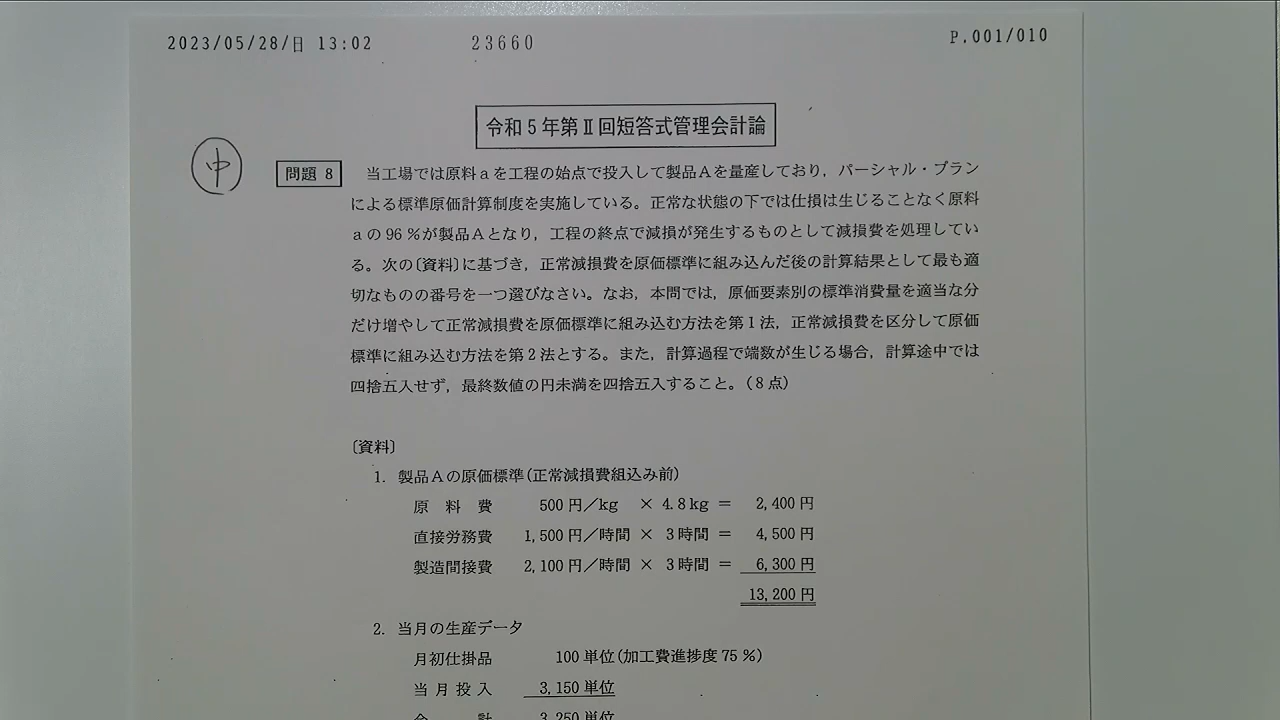 2023/05/28/日 13:02 23660 P.001/010
令和5年第Ⅱ回短答式管理会計論
中
問題 8 当工場では原料aを工程の始点で投入して製品Aを量産しており，パーシャル・プラン
による標準原価計算制度を実施している。正常な状態の下では仕損は生じることなく原料
aの96％が製品Aとなり，工程の終点で減損が発生するものとして減損費を処理してい
る。次の〔資料〕に基づき，正常減損費を原価標準に組み込んだ後の計算結果として最も適
切なものの番号を一つ選びなさい。なお，本問では，原価要素別の標準消費量を適当な分
だけ増やして正常減損費を原価標準に組み込む方法を第1法，正常減損費を区分して原価
標準に組み込む方法を第2法とする。また，計算過程で端数が生じる場合，計算途中では
四捨五入せず，最終数値の円未満を四捨五入すること。（8点）
〔資料〕
1. 製品Aの原価標準（正常減損費組込み前）
原料費 500円／kg × 4.8kg ＝ 2,400円
直接労務費 1,500円／時間 × 3時間 ＝ 4,500円
製造間接費 2,100円／時間 × 3時間 ＝ 6,300円
13,200円
2. 当月の生産データ
月初仕掛品 100単位（加工費進捗度75％）
当月投入 3,150単位
合計 3,250単位